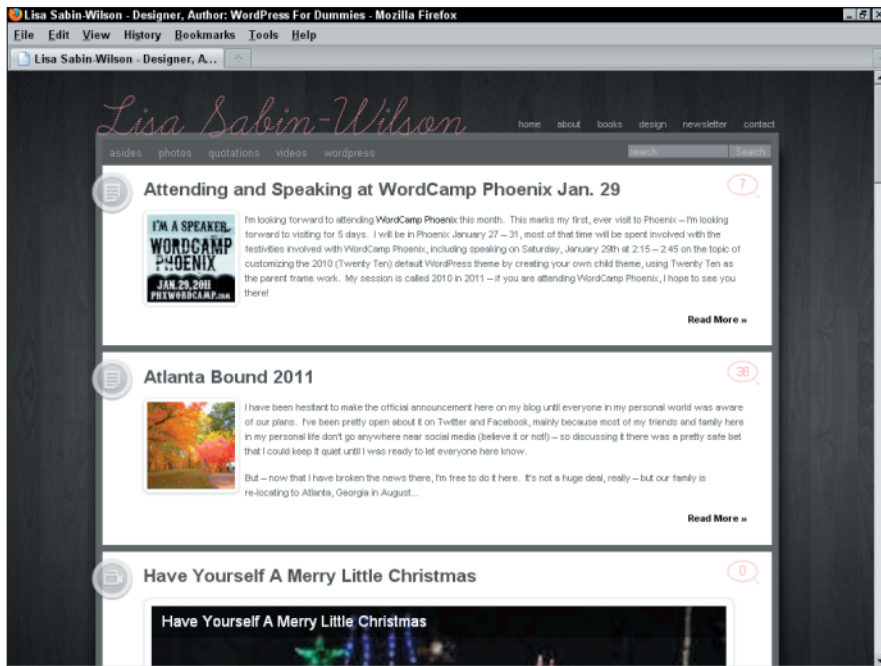 Lisa Sabin-Wilson - Designer, Author: WordPress For Dummies - Mozilla Firefox
File Edit View History Bookmarks Tools Help
Lisa Sabin-Wilson - Designer, A...
Lisa Sabin-Wilson
home about books design newsletter contact
asides photos quotations videos wordpress
search Search
Attending and Speaking at WordCamp Phoenix Jan. 29
7
I'M A SPEAKER
WORDCAMP
PHOENIX
JAN.29,2011
PHXWORDCAMP.COM
I'm looking forward to attending WordCamp Phoenix this month. This marks my first, ever visit to Phoenix – I'm looking
forward to visiting for 5 days. I will be in Phoenix January 27 – 31, most of that time will be spent involved with the
festivities involved with WordCamp Phoenix, including speaking on Saturday, January 29th at 2:15 – 2:45 on the topic of
customizing the 2010 (Twenty Ten) default WordPress theme by creating your own child theme, using Twenty Ten as
the parent frame work. My session is called 2010 in 2011 – if you are attending WordCamp Phoenix, I hope to see you
there!
Read More »
Atlanta Bound 2011
36
I have been hesitant to make the official announcement here on my blog until everyone in my personal world was aware
of our plans. I've been pretty open about it on Twitter and Facebook, mainly because most of my friends and family here
in my personal life don't go anywhere near social media (believe it or not!) – so discussing it there was a pretty safe bet
that I could keep it quiet until I was ready to let everyone here know.
But – now that I have broken the news there, I'm free to do it here. It's not a huge deal, really – but our family is
re-locating to Atlanta, Georgia in August...
Read More »
Have Yourself A Merry Little Christmas
0
Have Yourself A Merry Little Christmas